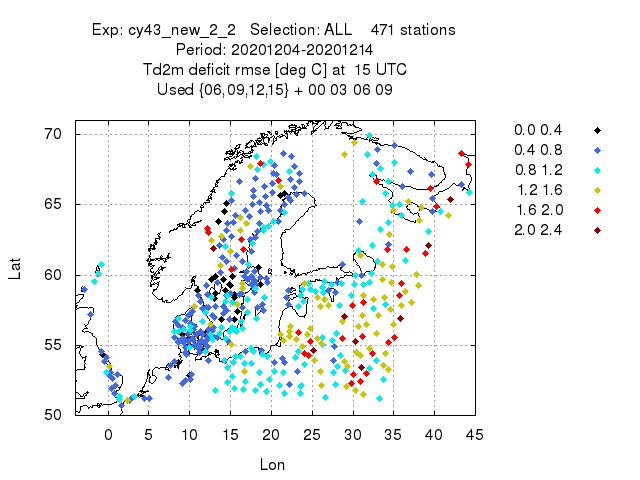 Exp: cy43_new_2_2   Selection: ALL    471 stations
Period: 20201204-20201214
Td2m deficit rmse [deg C] at  15 UTC
Used {06,09,12,15} + 00 03 06 09
70
65
60
55
50
Lat
0 5 10 15 20 25 30 35 40 45
Lon
0.0 0.4
0.4 0.8
0.8 1.2
1.2 1.6
1.6 2.0
2.0 2.4